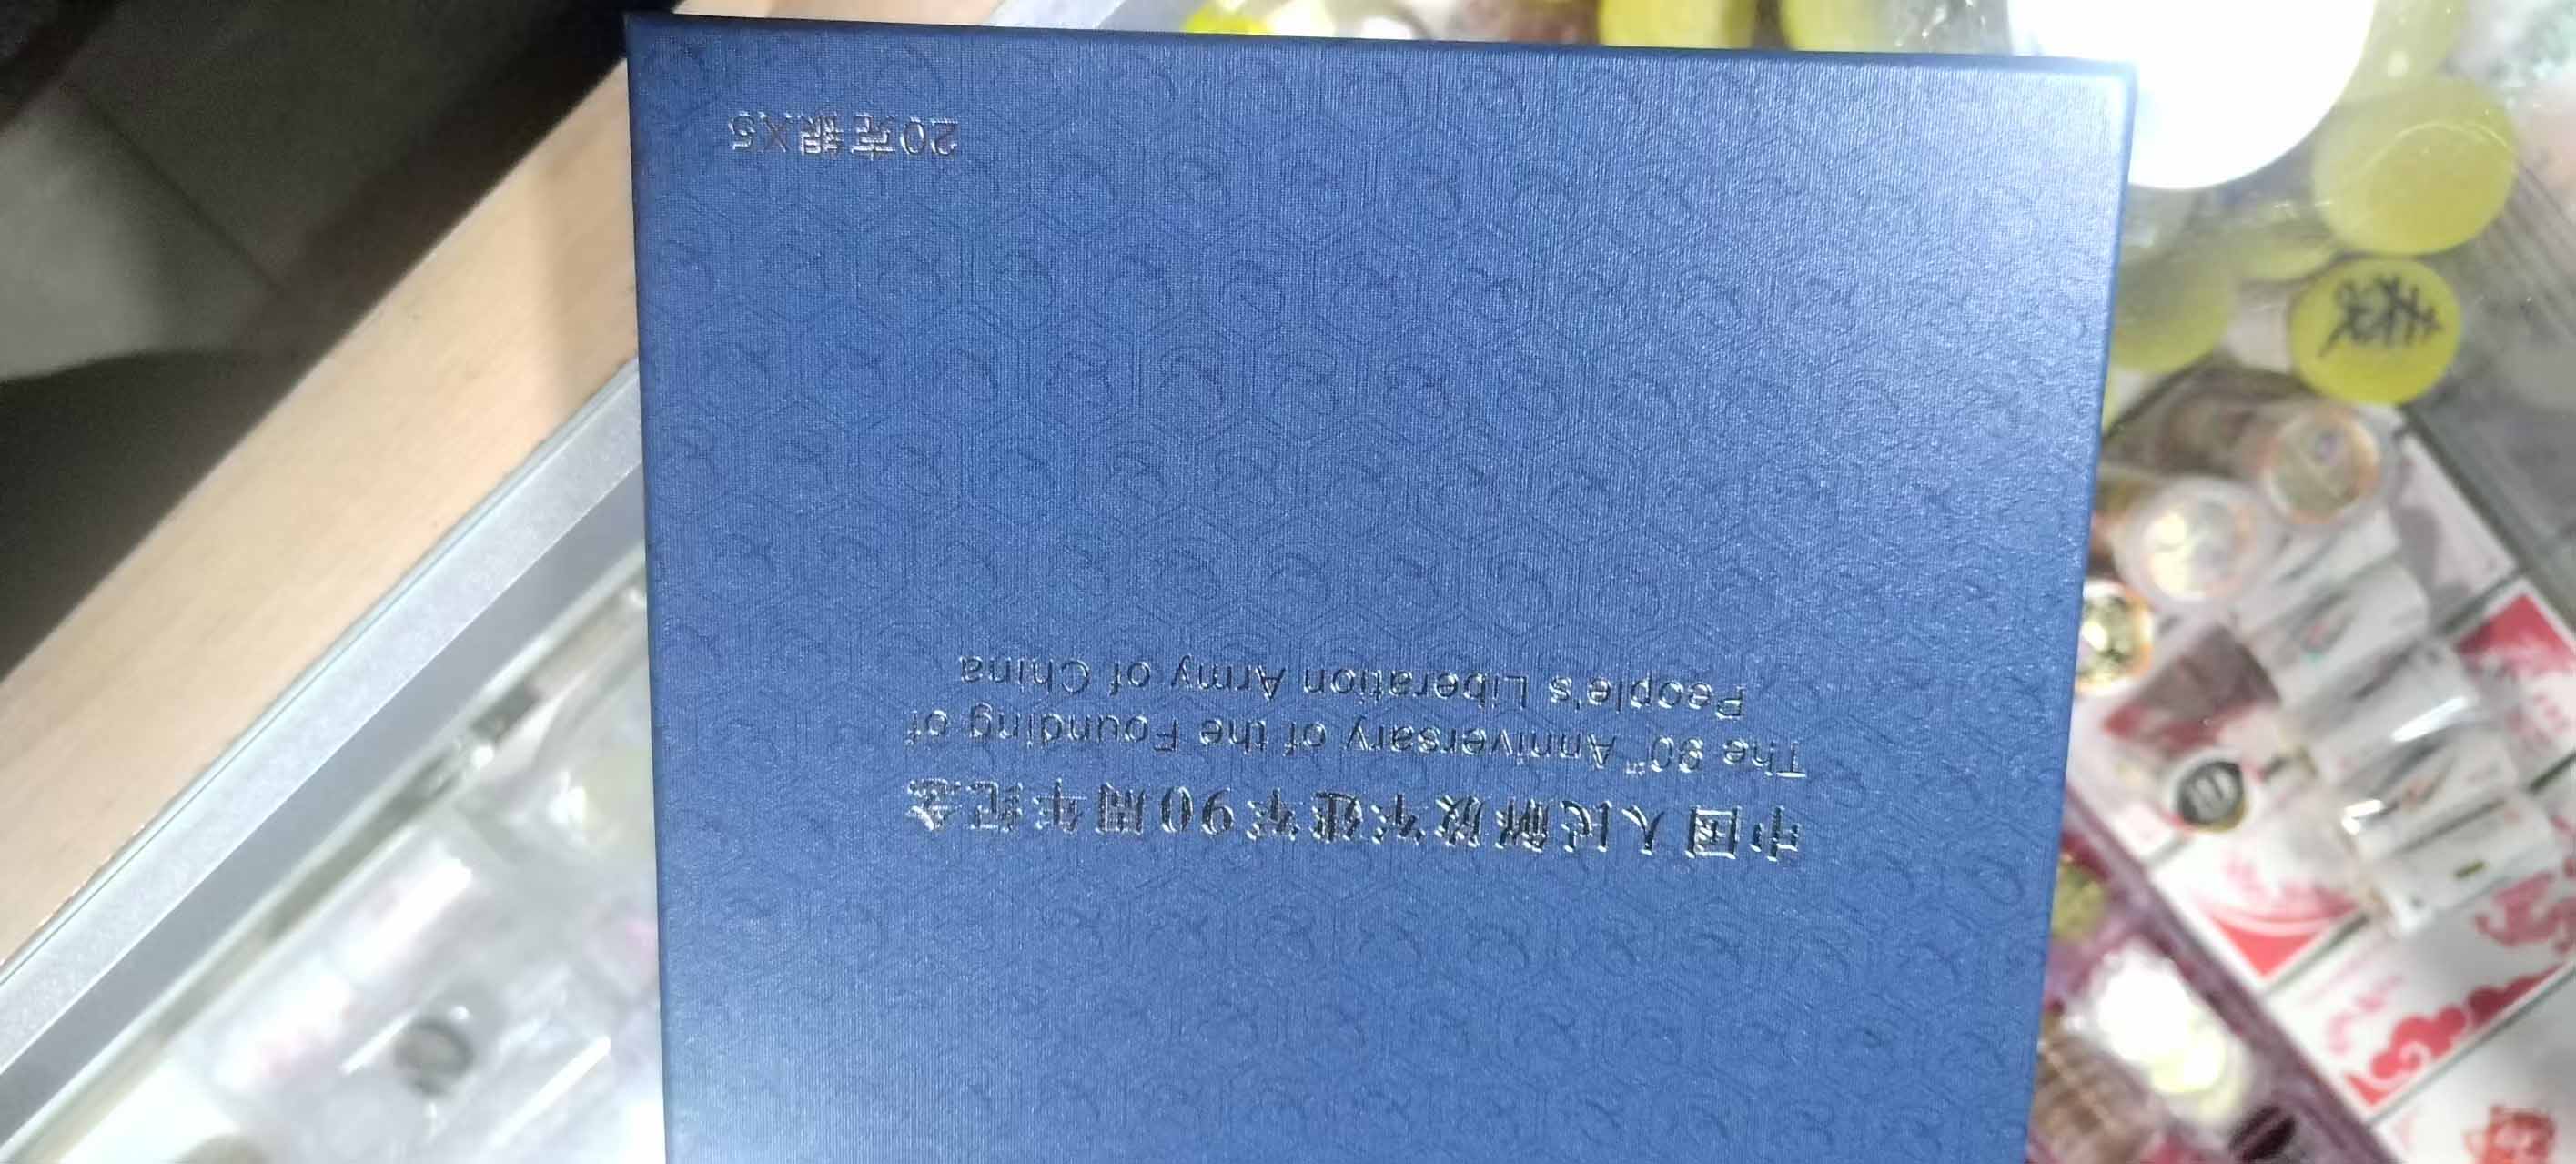 中国人民解放军建军90周年纪念
The 90th Anniversary of the Founding of
People's Liberation Army of China
20克银X5